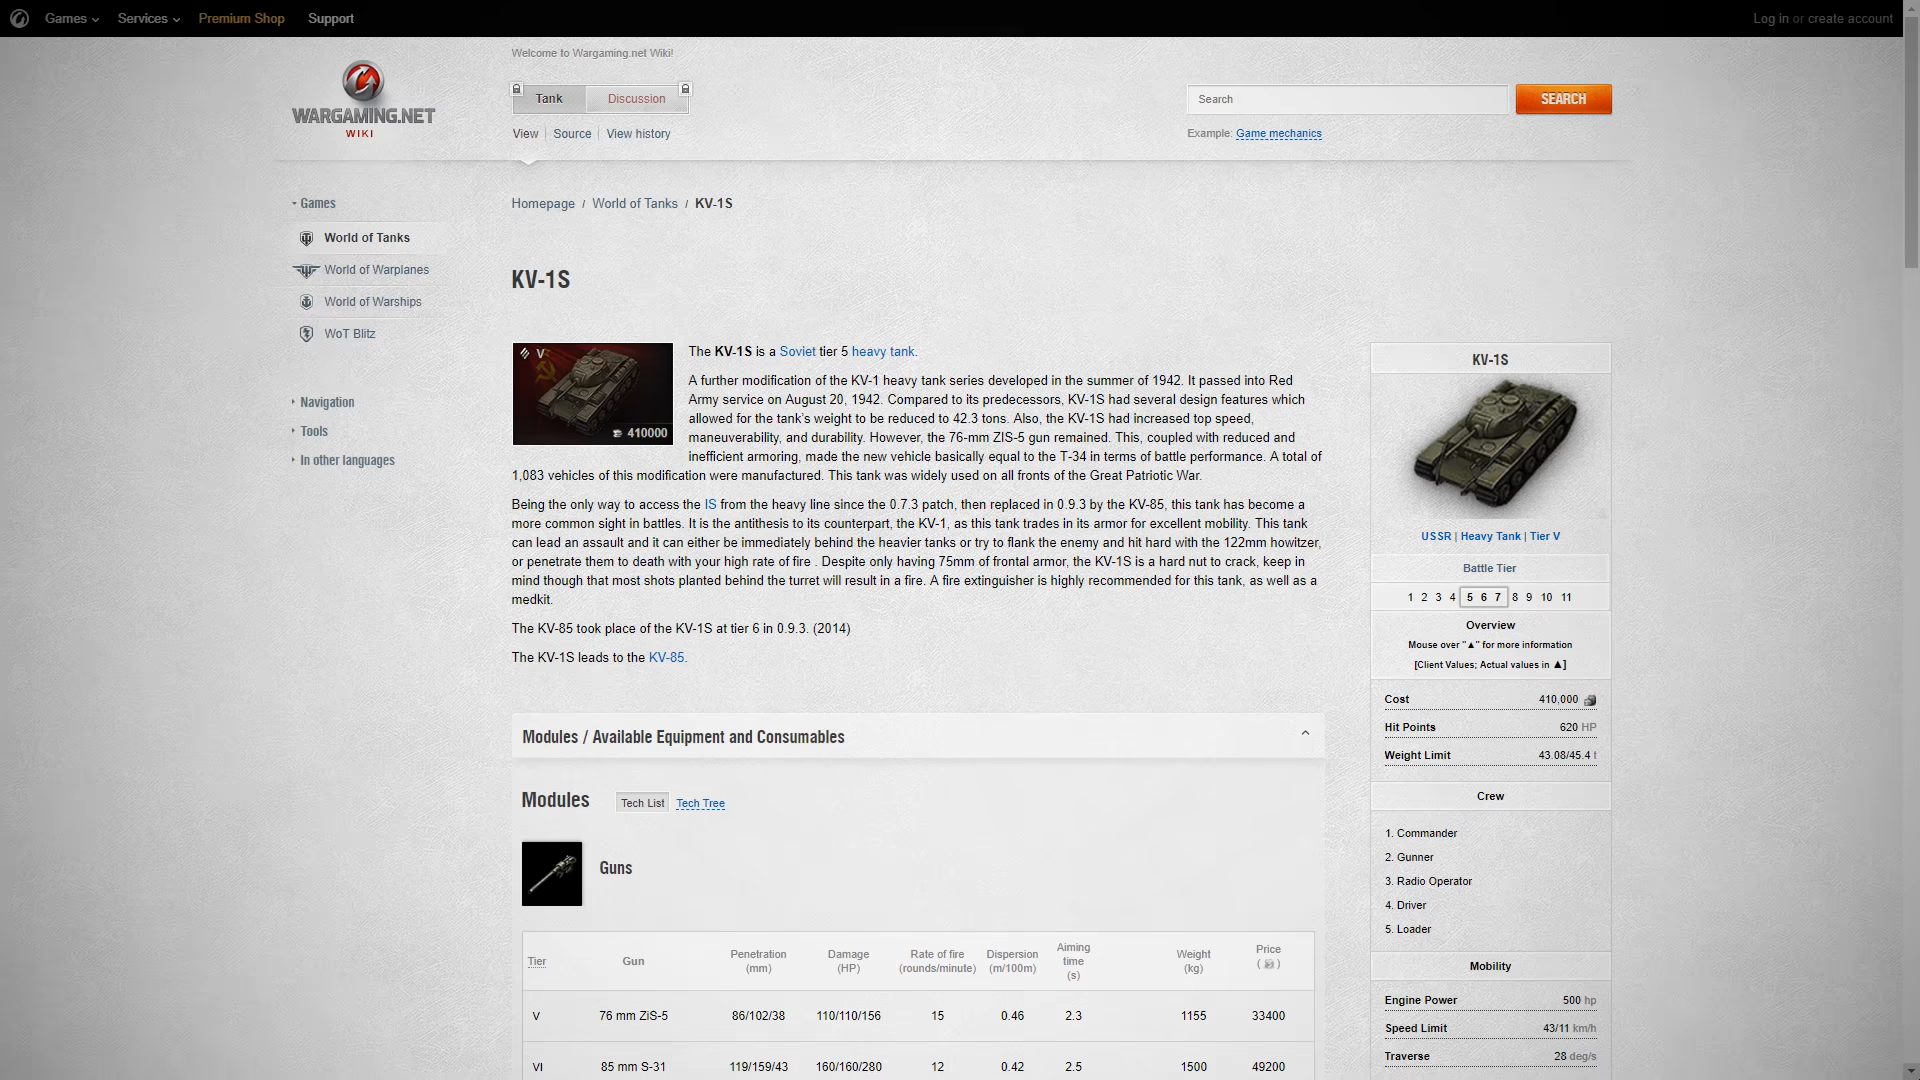 Games Services Premium Shop Support Log in or create account
Welcome to Wargaming.net Wiki!
WARGAMING.NET
WIKI
Tank Discussion
Search SEARCH
View Source View history
Example: Game mechanics
Games
World of Tanks
World of Warplanes
World of Warships
WoT Blitz
Navigation
Tools
In other languages
Homepage / World of Tanks / KV-1S
KV-1S
V
410000
The KV-1S is a Soviet tier 5 heavy tank.
A further modification of the KV-1 heavy tank series developed in the summer of 1942. It passed into Red
Army service on August 20, 1942. Compared to its predecessors, KV-1S had several design features which
allowed for the tank's weight to be reduced to 42.3 tons. Also, the KV-1S had increased top speed,
maneuverability, and durability. However, the 76-mm ZIS-5 gun remained. This, coupled with reduced and
inefficient armoring, made the new vehicle basically equal to the T-34 in terms of battle performance. A total of
1,083 vehicles of this modification were manufactured. This tank was widely used on all fronts of the Great Patriotic War.
Being the only way to access the IS from the heavy line since the 0.7.3 patch, then replaced in 0.9.3 by the KV-85, this tank has become a
more common sight in battles. It is the antithesis to its counterpart, the KV-1, as this tank trades in its armor for excellent mobility. This tank
can lead an assault and it can either be immediately behind the heavier tanks or try to flank the enemy and hit hard with the 122mm howitzer,
or penetrate them to death with your high rate of fire . Despite only having 75mm of frontal armor, the KV-1S is a hard nut to crack, keep in
mind though that most shots planted behind the turret will result in a fire. A fire extinguisher is highly recommended for this tank, as well as a
medkit.
The KV-85 took place of the KV-1S at tier 6 in 0.9.3. (2014)
The KV-1S leads to the KV-85.
Modules / Available Equipment and Consumables
Modules Tech List Tech Tree
Guns
Tier Gun Penetration (mm) Damage (HP) Rate of fire (rounds/minute) Dispersion (m/100m) Aiming time (s) Weight (kg) Price ( )
V 76 mm ZiS-5 86/102/38 110/110/156 15 0.46 2.3 1155 33400
VI 85 mm S-31 119/159/43 160/160/280 12 0.42 2.5 1500 49200
KV-1S
USSR | Heavy Tank | Tier V
Battle Tier
1 2 3 4 5 6 7 8 9 10 11
Overview
Mouse over "▲" for more information
[Client Values; Actual values in ▲]
Cost 410,000
Hit Points 620 HP
Weight Limit 43.08/45.4 t
Crew
1. Commander
2. Gunner
3. Radio Operator
4. Driver
5. Loader
Mobility
Engine Power 500 hp
Speed Limit 43/11 km/h
Traverse 28 deg/s